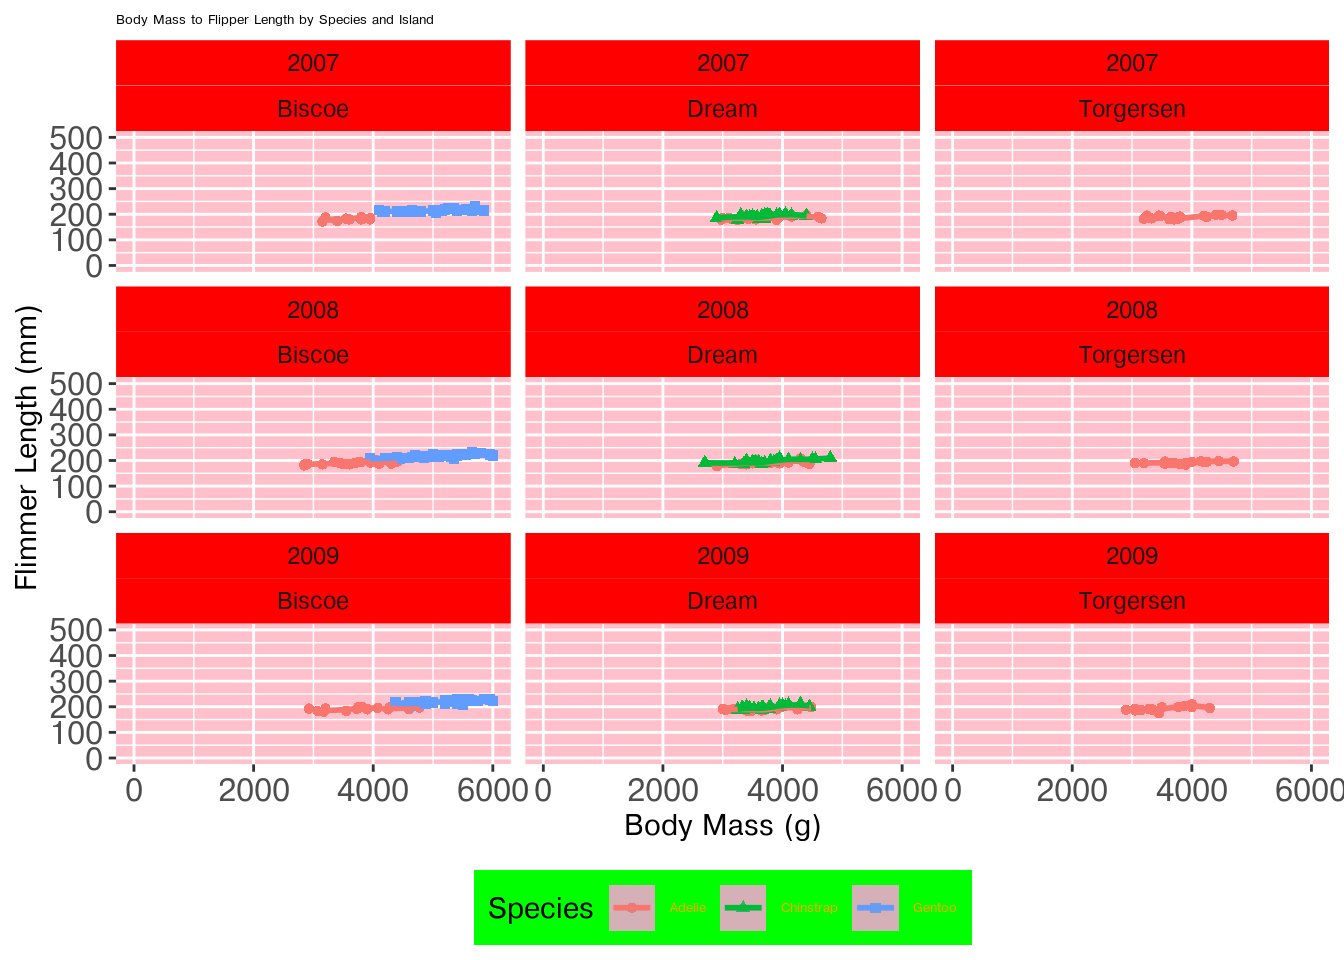 Body Mass to Flipper Length by Species and Island
2007 2007 2007
Biscoe Dream Torgersen
500
400
300
200
100
0
2008 2008 2008
Biscoe Dream Torgersen
500
400
300
200
100
0
Flimmer Length (mm)
2009 2009 2009
Biscoe Dream Torgersen
500
400
300
200
100
0
0 2000 4000 6000 0 2000 4000 6000 0 2000 4000 6000
Body Mass (g)
Species Adelie Chinstrap Gentoo